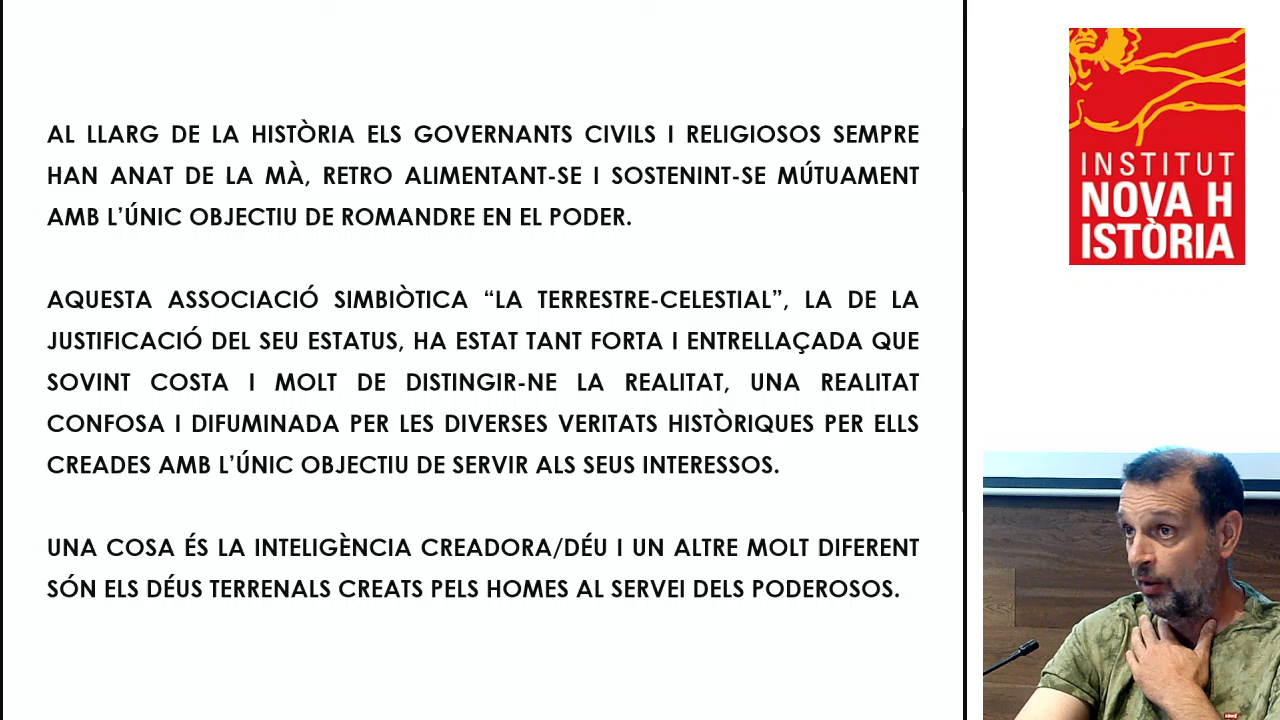 AL LLARG DE LA HISTÒRIA ELS GOVERNANTS CIVILS I RELIGIOSOS SEMPRE
HAN ANAT DE LA MÀ, RETRO ALIMENTANT-SE I SOSTENINT-SE MÚTUAMENT
AMB L'ÚNIC OBJECTIU DE ROMANDRE EN EL PODER.
AQUESTA ASSOCIACIÓ SIMBIÒTICA “LA TERRESTRE-CELESTIAL”, LA DE LA
JUSTIFICACIÓ DEL SEU ESTATUS, HA ESTAT TANT FORTA I ENTRELLAÇADA QUE
SOVINT COSTA I MOLT DE DISTINGIR-NE LA REALITAT, UNA REALITAT
CONFOSA I DIFUMINADA PER LES DIVERSES VERITATS HISTÒRIQUES PER ELLS
CREADES AMB L’ÚNIC OBJECTIU DE SERVIR ALS SEUS INTERESSOS.
UNA COSA ÉS LA INTELIGÈNCIA CREADORA/DÉU I UN ALTRE MOLT DIFERENT
SÓN ELS DÉUS TERRENALS CREATS PELS HOMES AL SERVEI DELS PODEROSOS.
INSTITUT
NOVA H
ISTÒRIA